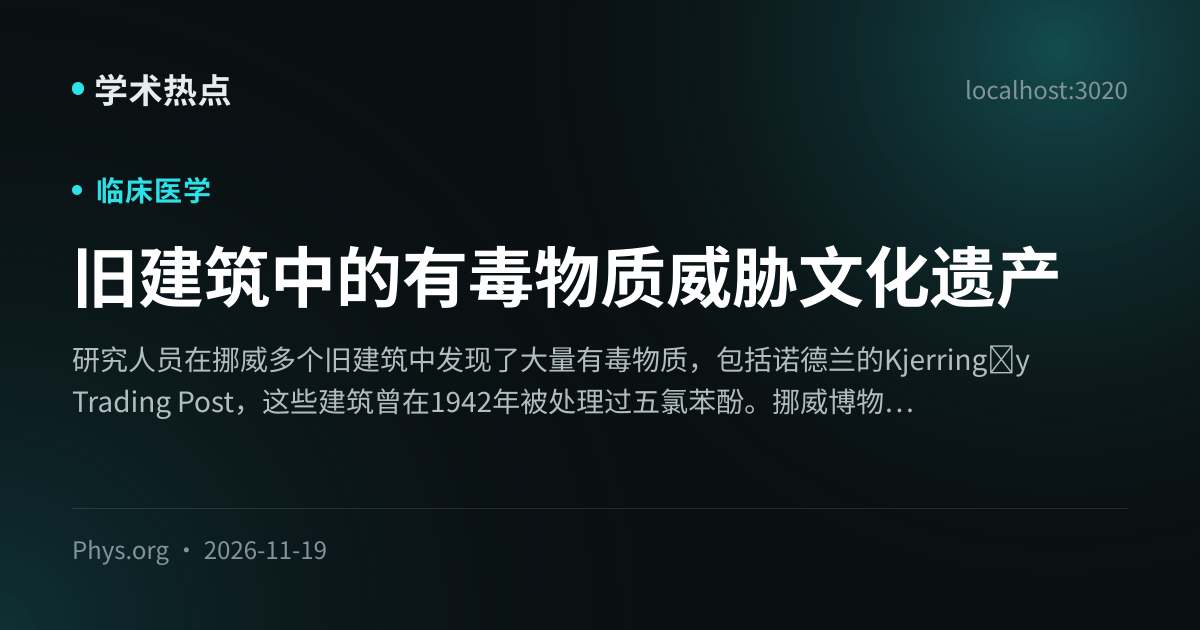 学术热点
localhost:3020
临床医学
旧建筑中的有毒物质威胁文化遗产
研究人员在挪威多个旧建筑中发现了大量有毒物质，包括诺德兰的Kjerring☒y
Trading Post，这些建筑曾在1942年被处理过五氯苯酚。挪威博物…
Phys.org • 2026-11-19